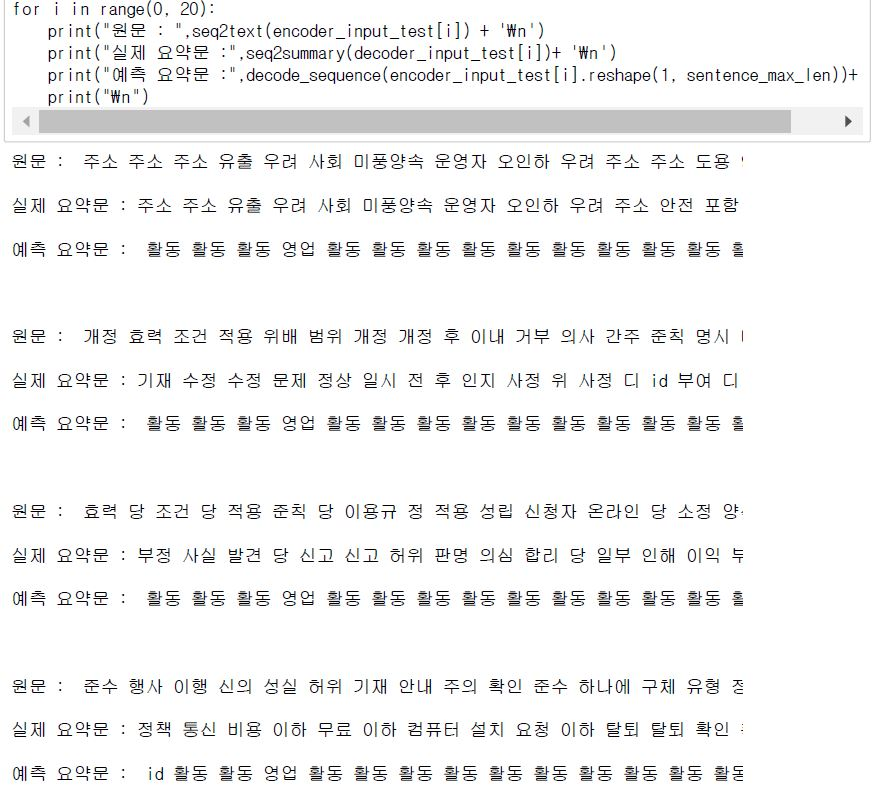 for i in range(0, 20):
print("원문 : ",seq2text(encoder_input_test[i]) + '₩n')
print("실제 요약문 :",seq2summary(decoder_input_test[i])+ '₩n')
print("예측 요약문 :",decode_sequence(encoder_input_test[i].reshape(1, sentence_max_len))+
print("₩n")
원문 : 주소 주소 주소 유출 우려 사회 미풍양속 운영자 오인하 우려 주소 주소 도용
실제 요약문 : 주소 주소 유출 우려 사회 미풍양속 운영자 오인하 우려 주소 안전 포함
예측 요약문 : 활동 활동 활동 영업 활동 활동 활동 활동 활동 활동 활동 활동 활동
원문 : 개정 효력 조건 적용 위배 범위 개정 개정 후 이내 거부 의사 간주 준칙 명시
실제 요약문 : 기재 수정 수정 문제 정상 일시 전 후 인지 사정 위 사정 디 id 부여 디
예측 요약문 : 활동 활동 활동 영업 활동 활동 활동 활동 활동 활동 활동 활동 활동
원문 : 효력 당 조건 당 적용 준칙 당 이용규 정 적용 성립 신청자 온라인 당 소정
실제 요약문 : 부정 사실 발견 당 신고 신고 허위 판명 의심 합리 당 일부 인해 이익
예측 요약문 : 활동 활동 활동 영업 활동 활동 활동 활동 활동 활동 활동 활동 활동
원문 : 준수 행사 이행 신의 성실 허위 기재 안내 주의 확인 준수 하나에 구체 유형
실제 요약문 : 정책 통신 비용 이하 무료 이하 컴퓨터 설치 요청 이하 탈퇴 탈퇴 확인
예측 요약문 : id 활동 활동 영업 활동 활동 활동 활동 활동 활동 활동 활동 활동 활동